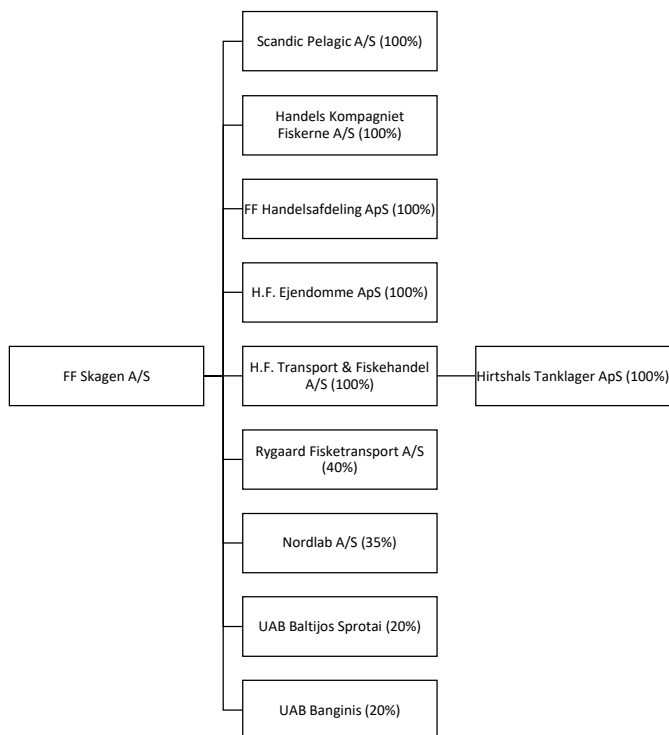 Scandic Pelagic A/S (100%)
Handels Kompagniet
Fiskerne A/S (100%)
FF Handelsafdeling ApS (100%)
H.F. Ejendomme ApS (100%)
FF Skagen A/S
H.F. Transport & Fiskehandel
A/S (100%)
Hirtshals Tanklager ApS (100%)
Rygaard Fisketransport A/S
(40%)
Nordlab A/S (35%)
UAB Baltijos Sprotai (20%)
UAB Banginis (20%)